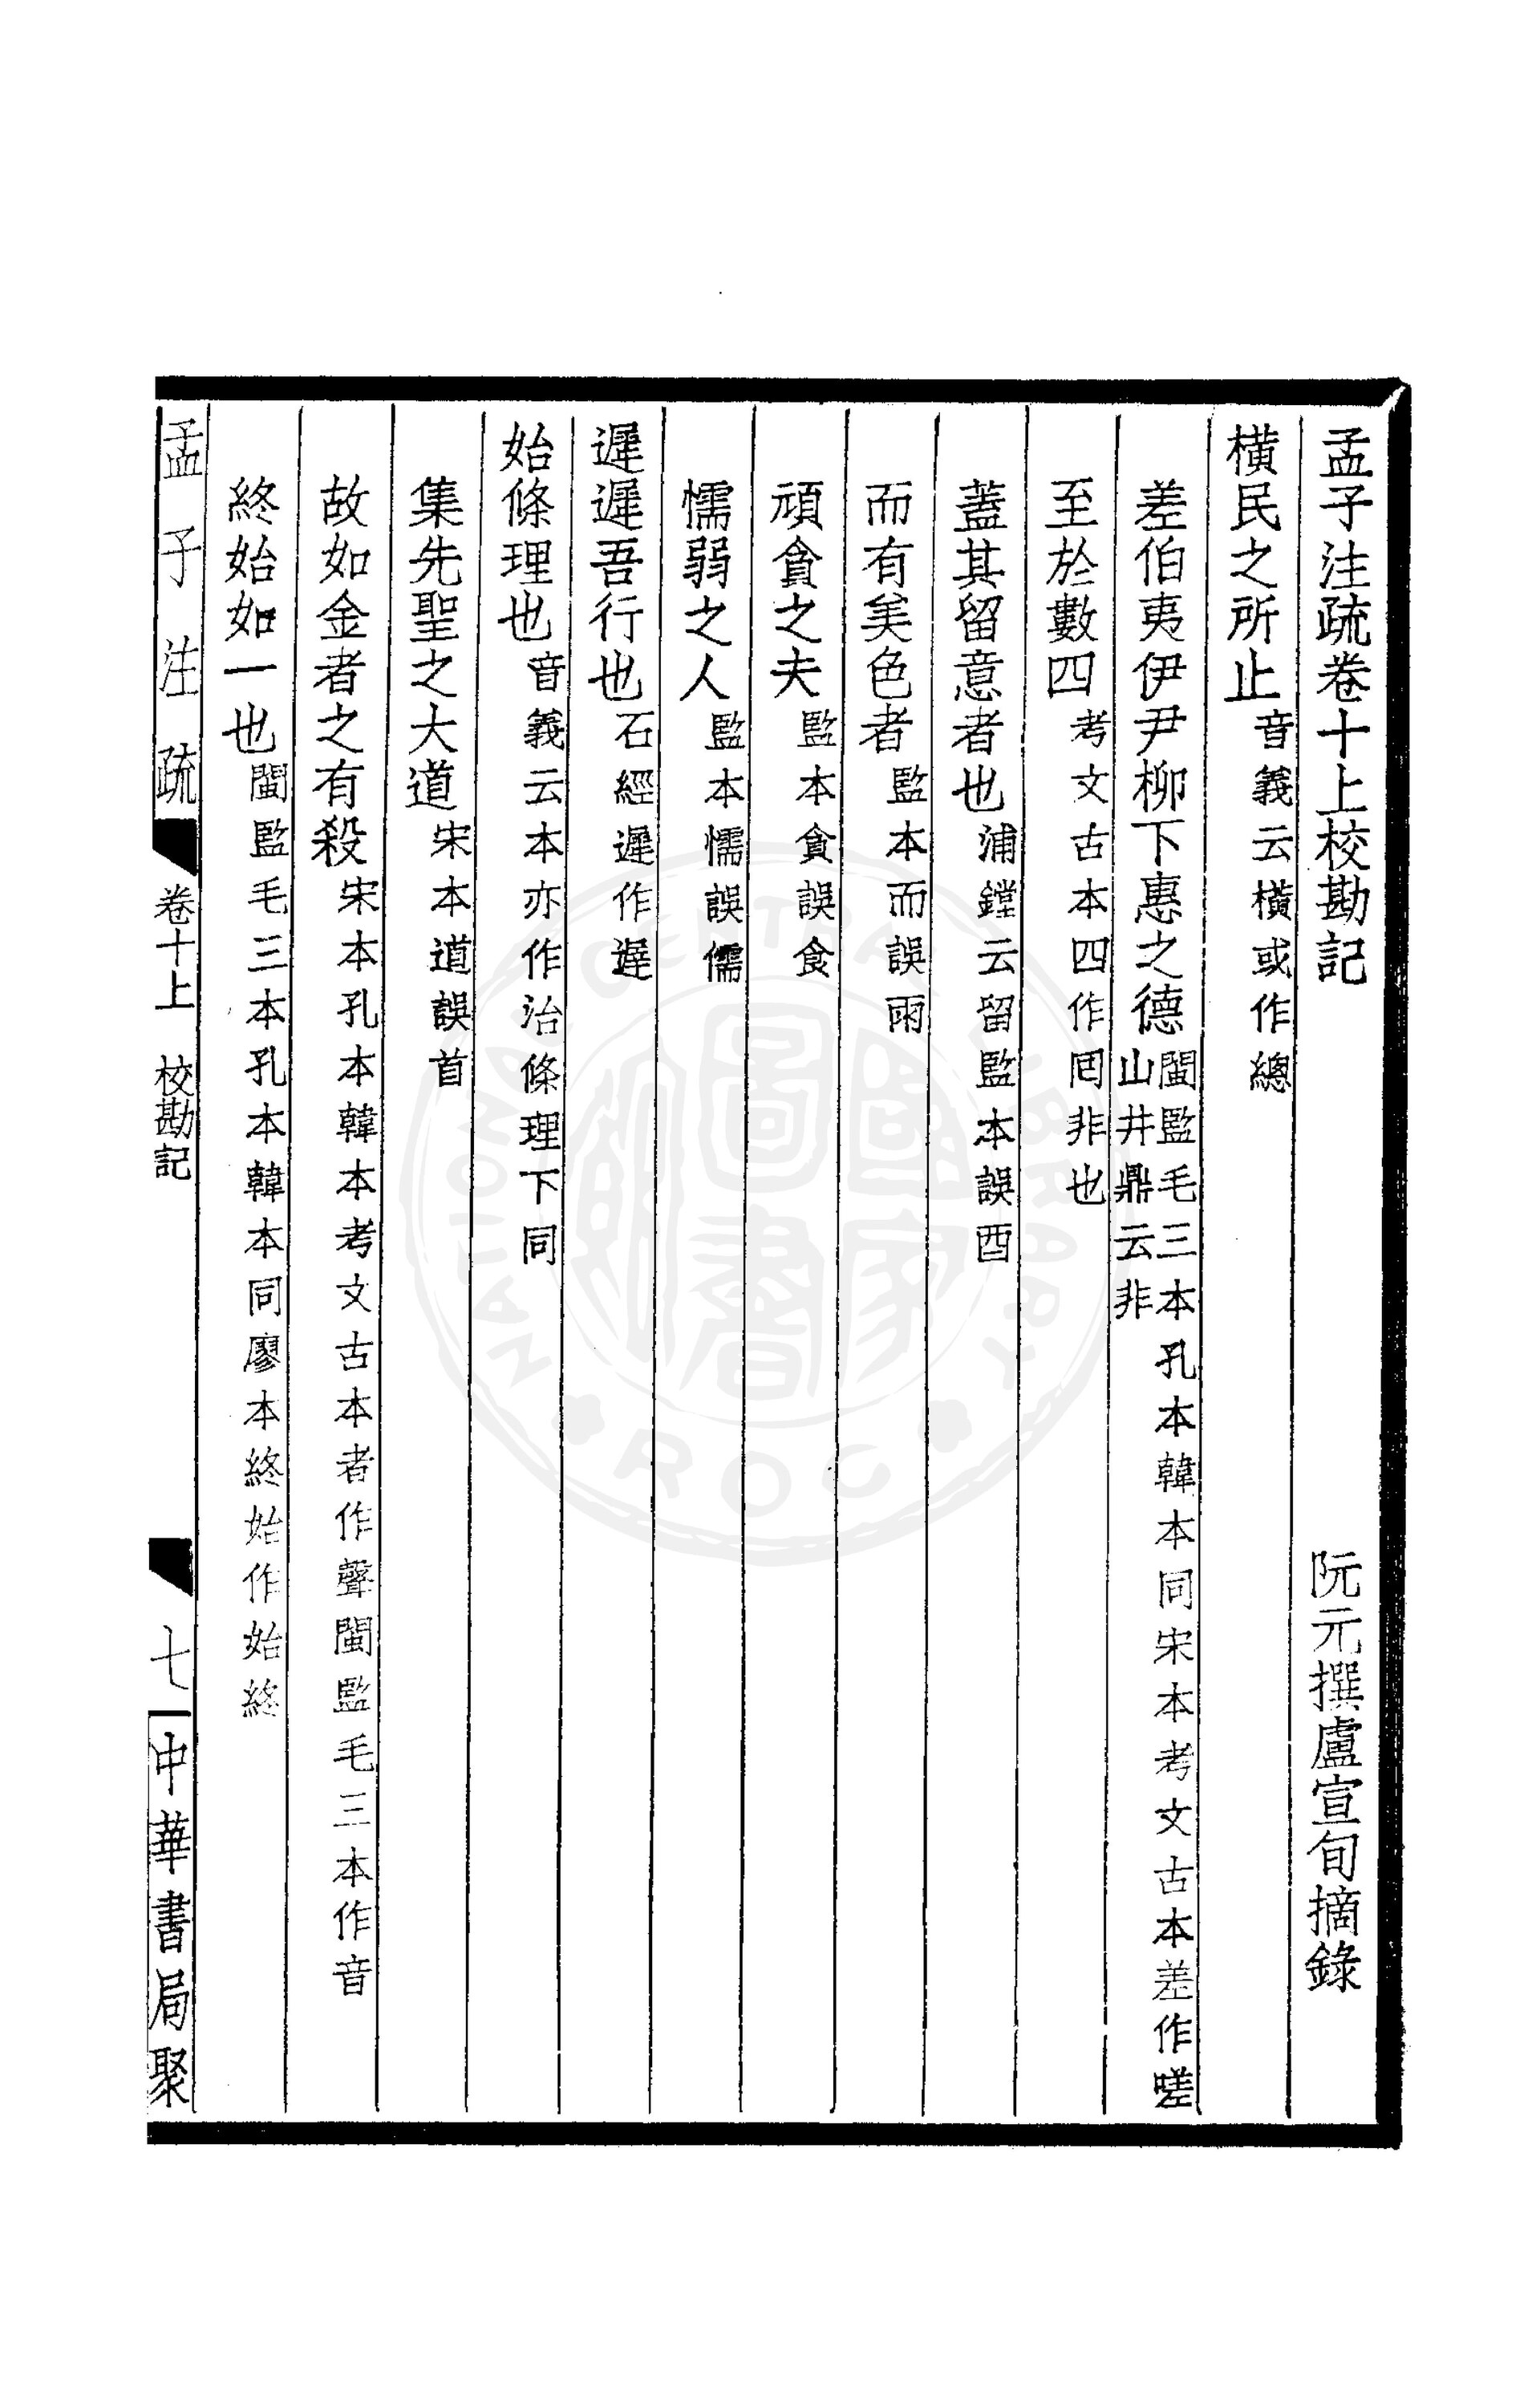 孟子注疏卷十上校勘記
阮元撰盧宣旬摘錄
橫民之所止音義云橫或作總
差伯夷伊尹柳下惠之德閩監毛三本孔本韓本同宋本考文古本差作嗟
山井鼎云非
至於數四考文古本四作罔非也
蓋其留意者也浦鏜云留監本誤酉
而有美色者監本而誤雨
頑貪之夫監本貪誤食
懦弱之人監本懦誤儒
遲遲吾行也石經遲作遟
始條理也音義云本亦作治條理下同
集先聖之大道宋本道誤首
故如金者之有殺宋本孔本韓本考文古本者作聲閩監毛三本作音
終始如一也閩監毛三本孔本韓本同廖本終始作始終
孟子注疏 卷十上 校勘記
七 中華書局聚
NATIONAL CENTRAL LIBRARY
ROC
國家圖書館